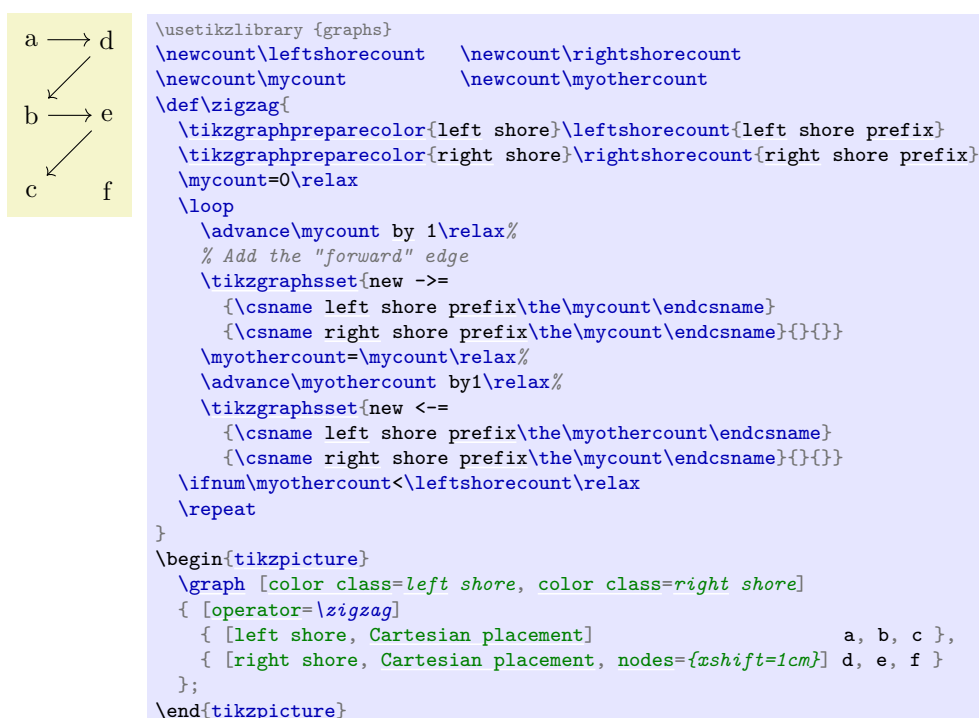 a d
b e
c f
\usetikzlibrary {graphs}
\newcount\leftshorecount   \newcount\rightshorecount
\newcount\mycount          \newcount\myothercount
\def\zigzag{
  \tikzgraphpreparecolor{left shore}\leftshorecount{left shore prefix}
  \tikzgraphpreparecolor{right shore}\rightshorecount{right shore prefix}
  \mycount=0\relax
  \loop
    \advance\mycount by 1\relax%
    % Add the "forward" edge
    \tikzgraphsset{new ->=
      {\csname left shore prefix\the\mycount\endcsname}
      {\csname right shore prefix\the\mycount\endcsname}{}{}}
    \myothercount=\mycount\relax%
    \advance\myothercount by1\relax%
    \tikzgraphsset{new <-=
      {\csname left shore prefix\the\myothercount\endcsname}
      {\csname right shore prefix\the\mycount\endcsname}{}{}}
  \ifnum\myothercount<\leftshorecount\relax
  \repeat
}
\begin{tikzpicture}
  \graph [color class=left shore, color class=right shore]
  { [operator=\zigzag]
    { [left shore, Cartesian placement]                      a, b, c },
    { [right shore, Cartesian placement, nodes={xshift=1cm}] d, e, f }
  };
\end{tikzpicture}